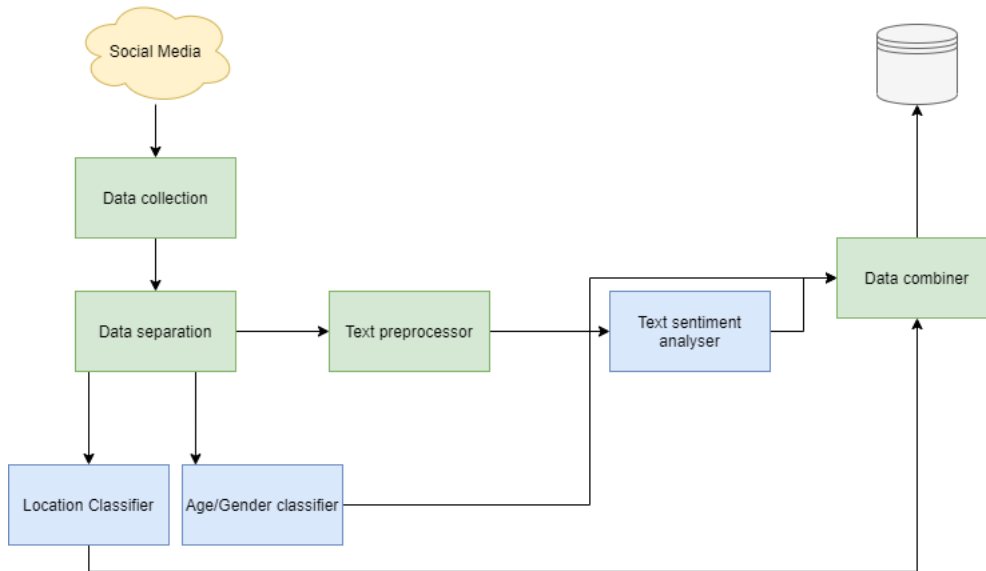 Social Media
Data collection
Data combiner
Data separation
Text preprocessor
Text sentiment
analyser
Location Classifier
Age/Gender classifier